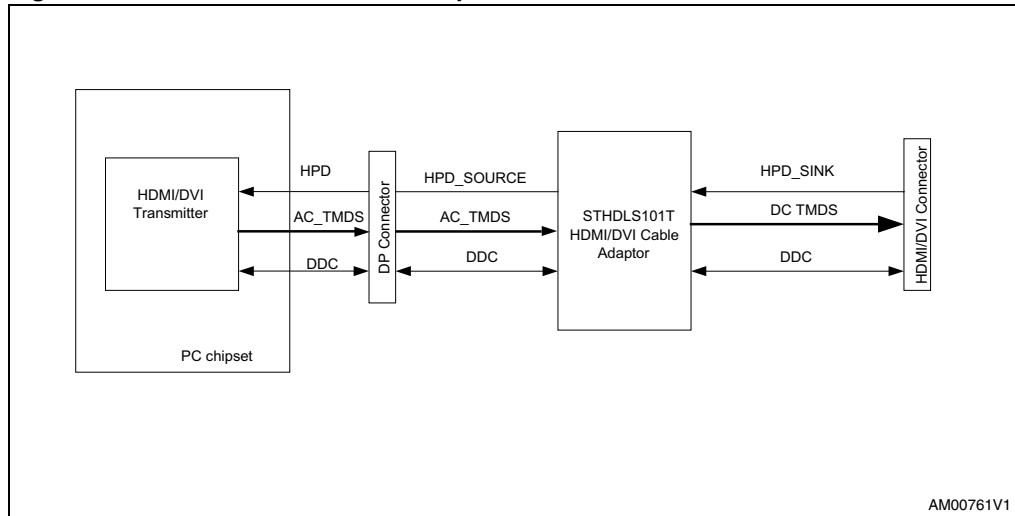 HDMI/DVI
Transmitter
PC chipset
HPD
AC_TMDS
DDC
DP Connector
HPD_SOURCE
AC_TMDS
DDC
STHDLS101T
HDMI/DVI Cable
Adaptor
HPD_SINK
DC TMDS
DDC
HDMI/DVI Connector
AM00761V1